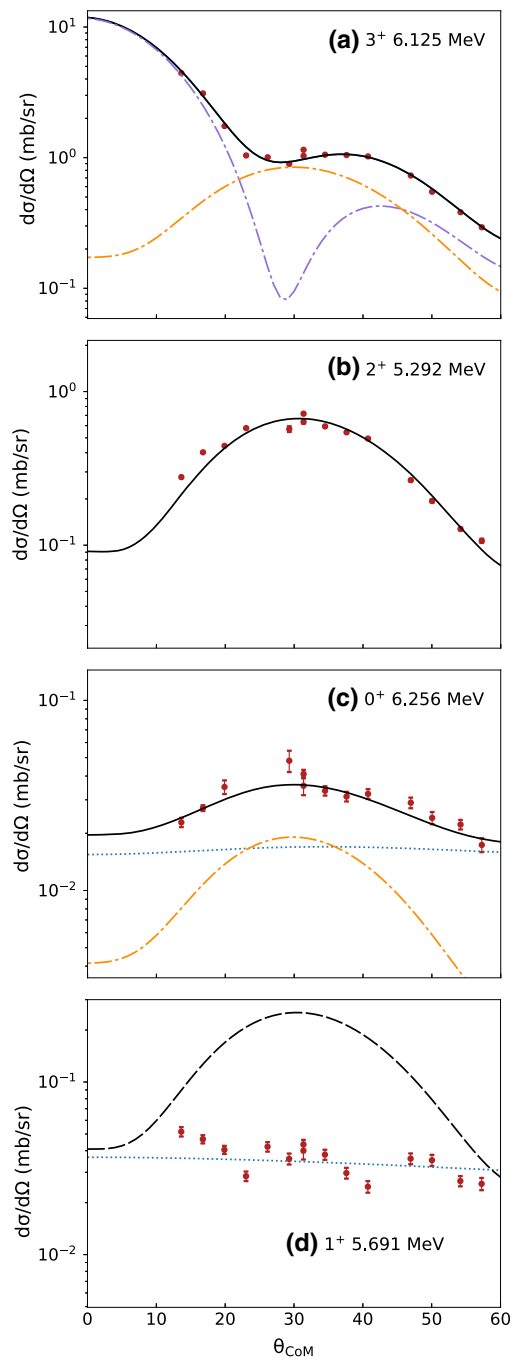 10¹
10⁰
10⁻¹
dσ/dΩ (mb/sr)
(a) 3⁺ 6.125 MeV
10⁰
10⁻¹
dσ/dΩ (mb/sr)
(b) 2⁺ 5.292 MeV
10⁻¹
10⁻²
dσ/dΩ (mb/sr)
(c) 0⁺ 6.256 MeV
10⁻¹
10⁻²
dσ/dΩ (mb/sr)
(d) 1⁺ 5.691 MeV
0 10 20 30 40 50 60
θCoM